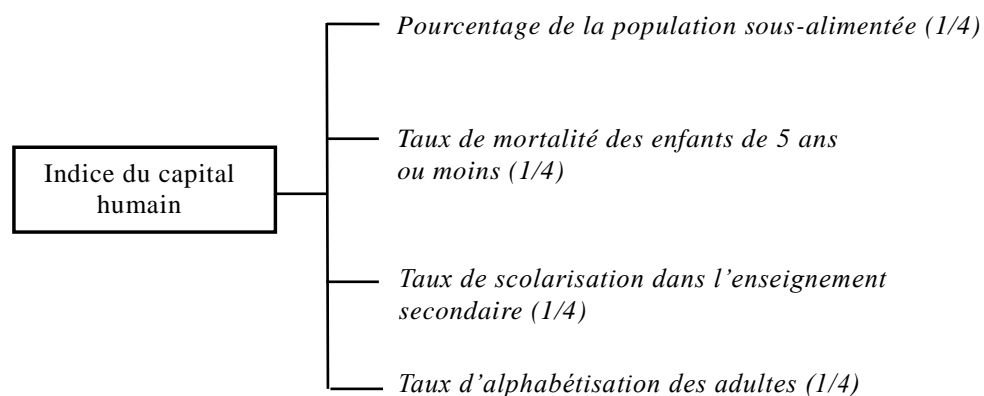 Pourcentage de la population sous-alimentée (1/4)
Taux de mortalité des enfants de 5 ans
ou moins (1/4)
Indice du capital
humain
Taux de scolarisation dans l’enseignement
secondaire (1/4)
Taux d’alphabétisation des adultes (1/4)